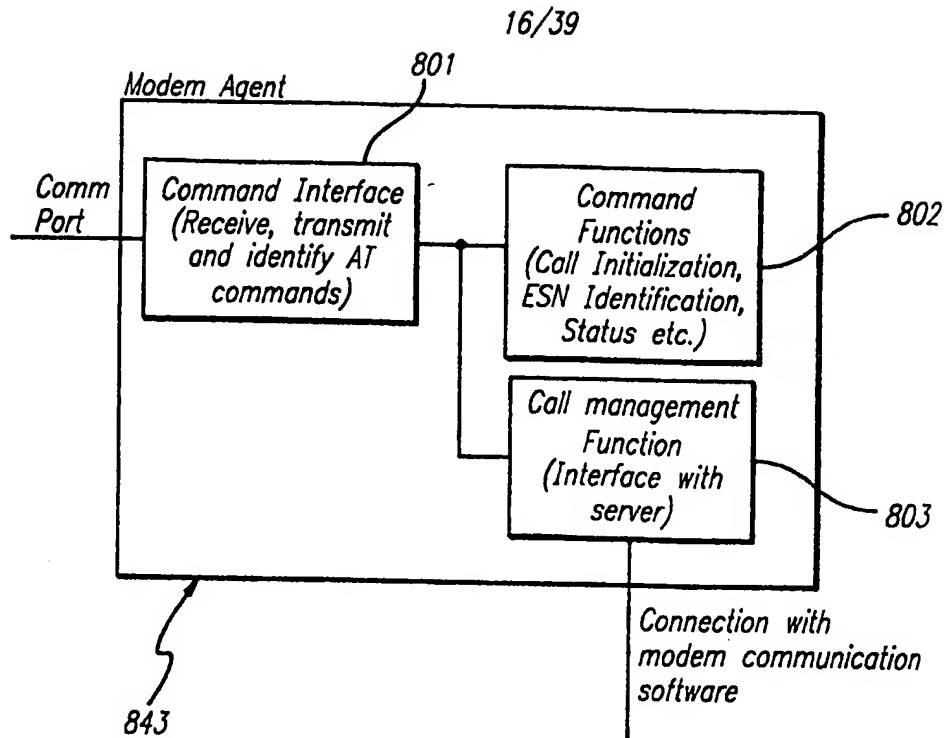 16/39
801
Modem Agent
Comm
Port
Command Interface
(Receive, transmit
and identify AT
commands)
Command
Functions
(Call Initialization,
ESN Identification,
Status etc.)
802
Call management
Function
(Interface with
server)
803
Connection with
modem communication
software
843